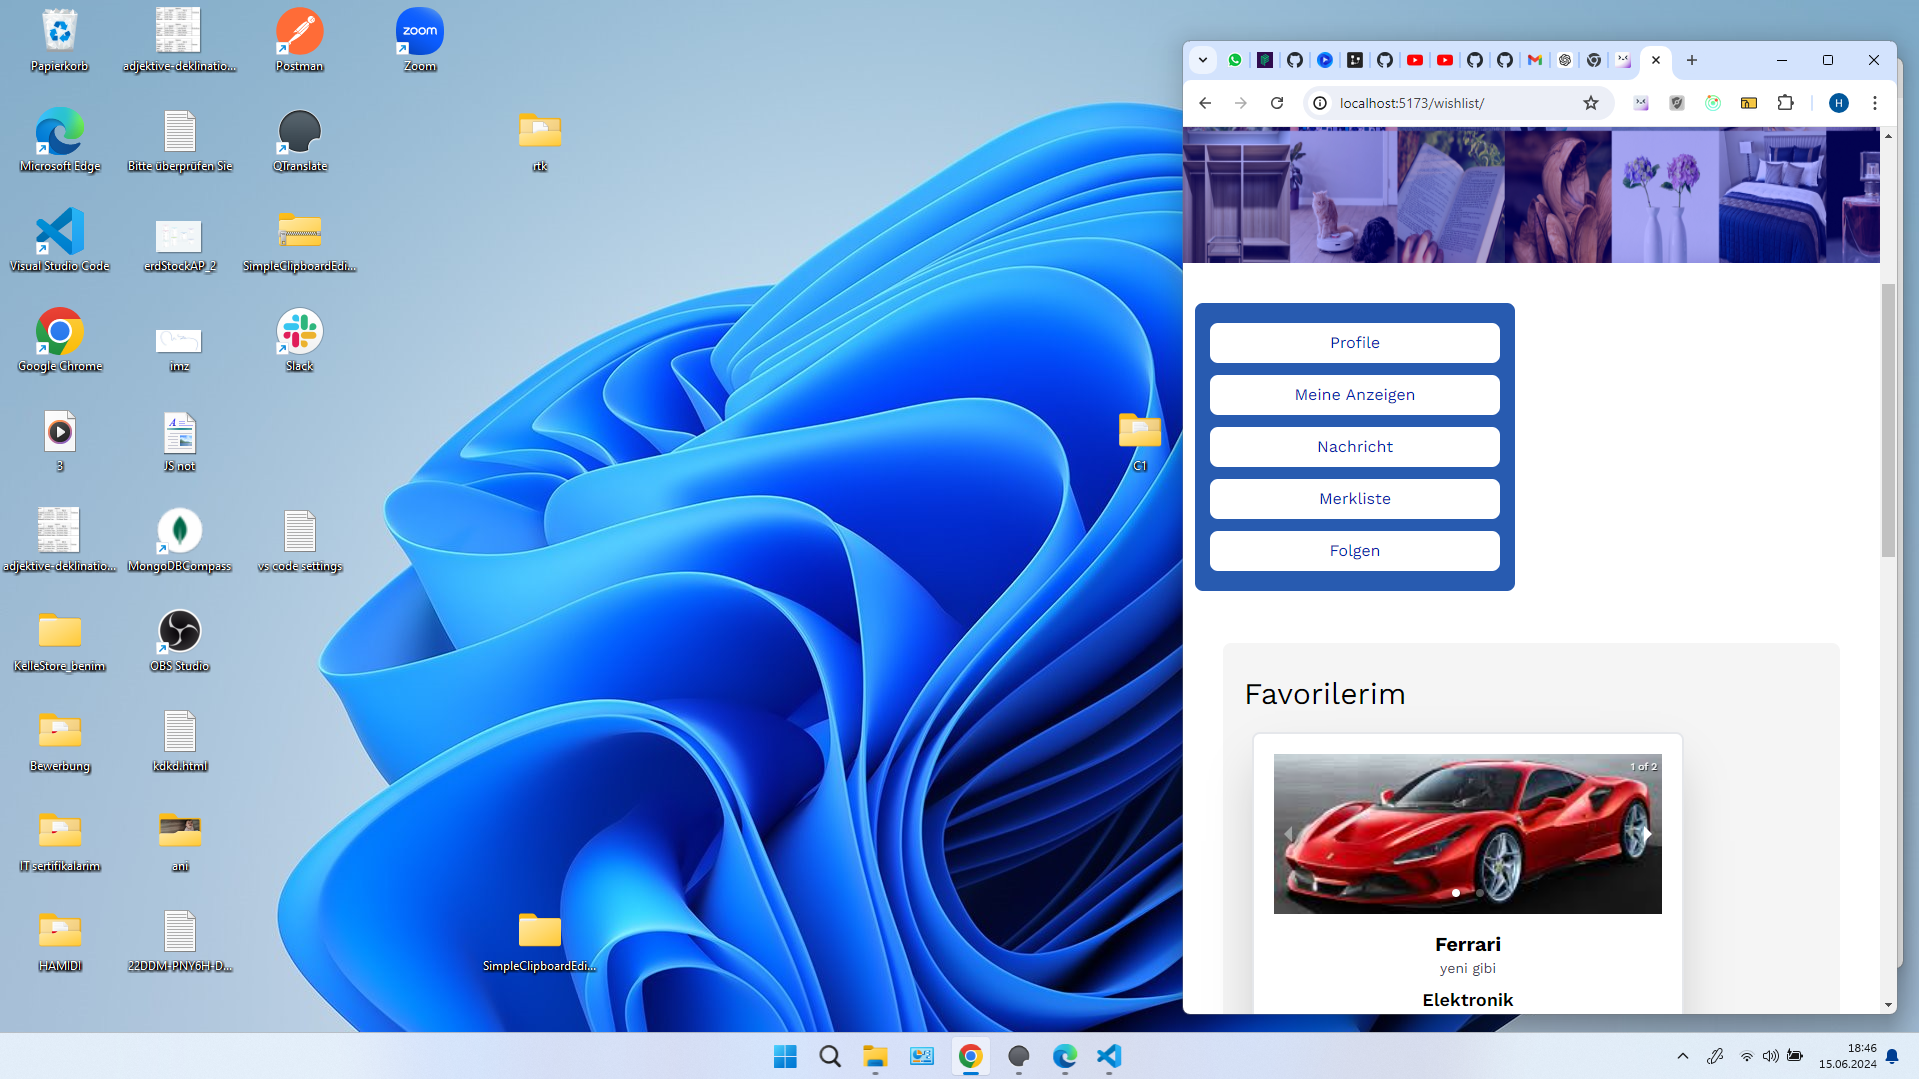 Papierkorb
adjektive-deklinatio...
Postman
zoom
Zoom
Microsoft Edge
Bitte überprüfen Sie
QTranslate
rtk
Visual Studio Code
erdStockAP_2
SimpleClipboardEdi...
Google Chrome
imz
Slack
3
JS not
C1
adjektive-deklinatio...
MongoDBCompass
vs code settings
KelleStore_benim
OBS Studio
Bewerbung
kdkd.html
IT sertifikalarim
ani
HAMIDI
22DDM-PNY6H-D...
SimpleClipboardEdi...
localhost:5173/wishlist/
H
Profile
Meine Anzeigen
Nachricht
Merkliste
Folgen
Favorilerim
1 of 2
Ferrari
yeni gibi
Elektronik
18:46
15.06.2024